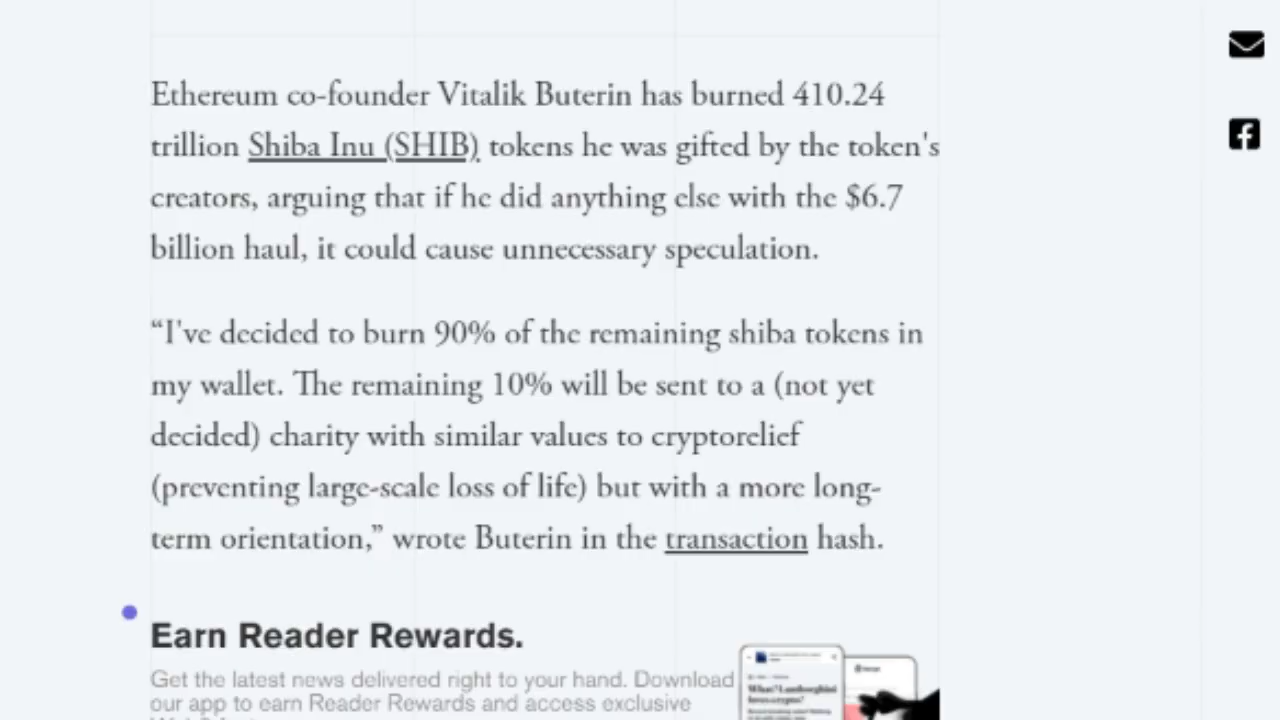 Ethereum co-founder Vitalik Buterin has burned 410.24
trillion Shiba Inu (SHIB) tokens he was gifted by the token's
creators, arguing that if he did anything else with the $6.7
billion haul, it could cause unnecessary speculation.
“I've decided to burn 90% of the remaining shiba tokens in
my wallet. The remaining 10% will be sent to a (not yet
decided) charity with similar values to cryptorelief
(preventing large-scale loss of life) but with a more long-
term orientation,” wrote Buterin in the transaction hash.
Earn Reader Rewards.
Get the latest news delivered right to your hand. Download
our app to earn Reader Rewards and access exclusive